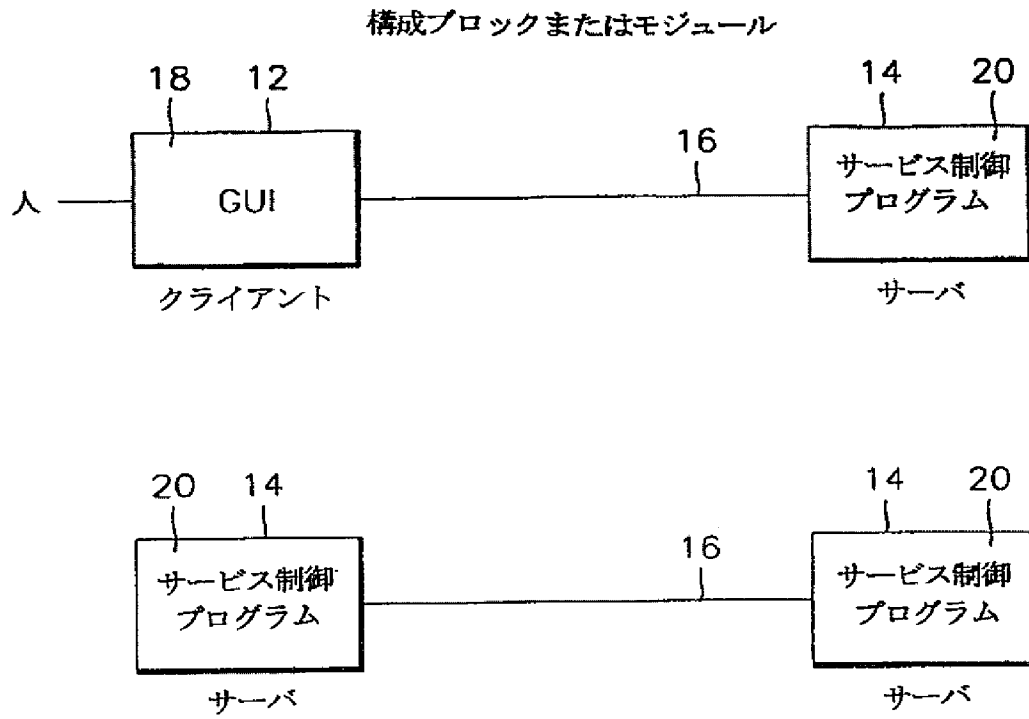 構成ブロックまたはモジュール
18 12
14 20
16
人
GUI
サービス制御
プログラム
クライアント
サーバ
20 14
14 20
16
サービス制御
プログラム
サービス制御
プログラム
サーバ
サーバ